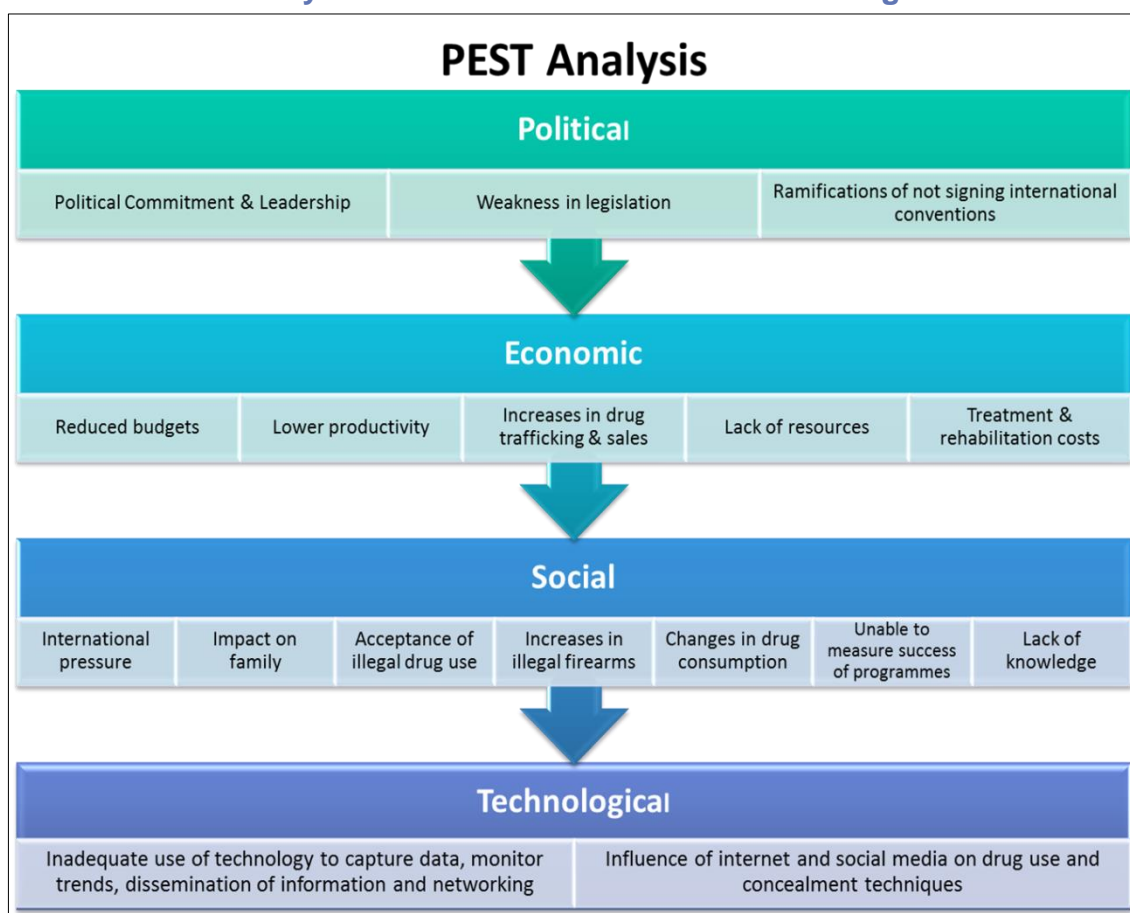 PEST Analysis
Political
Political Commitment & Leadership
Weakness in legislation
Ramifications of not signing international
conventions
Economic
Reduced budgets
Lower productivity
Increases in drug
trafficking & sales
Lack of resources
Treatment &
rehabilitation costs
Social
International
pressure
Impact on
family
Acceptance of
illegal drug use
Increases in
illegal firearms
Changes in drug
consumption
Unable to
measure success
of programmes
Lack of
knowledge
Technological
Inadequate use of technology to capture data, monitor
trends, dissemination of information and networking
Influence of internet and social media on drug use and
concealment techniques